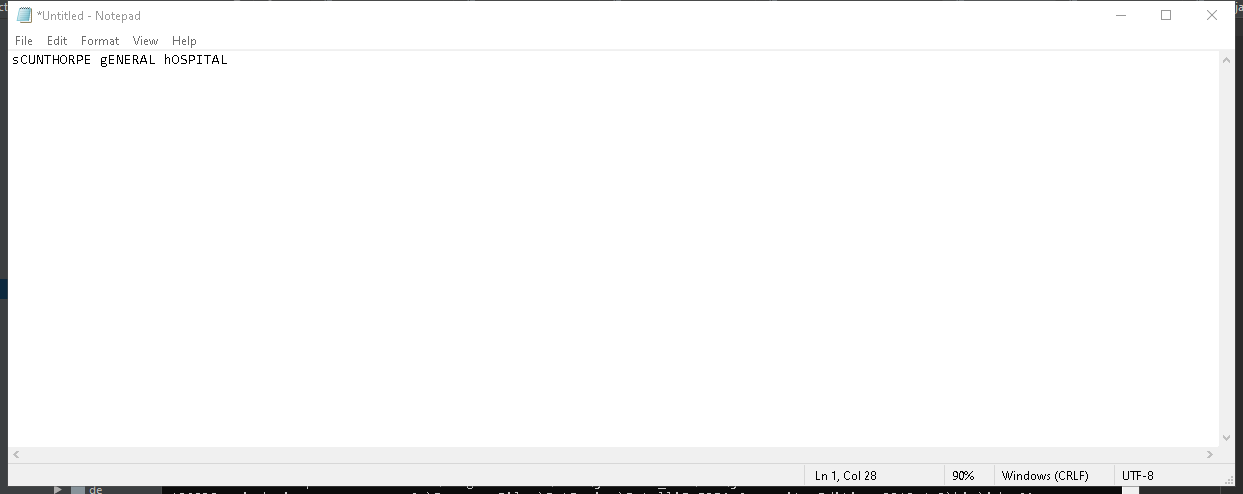 *Untitled - Notepad
File Edit Format View Help
sCUNTHORPE gENERAL hOSPITAL
Ln 1, Col 28 90% Windows (CRLF) UTF-8
de